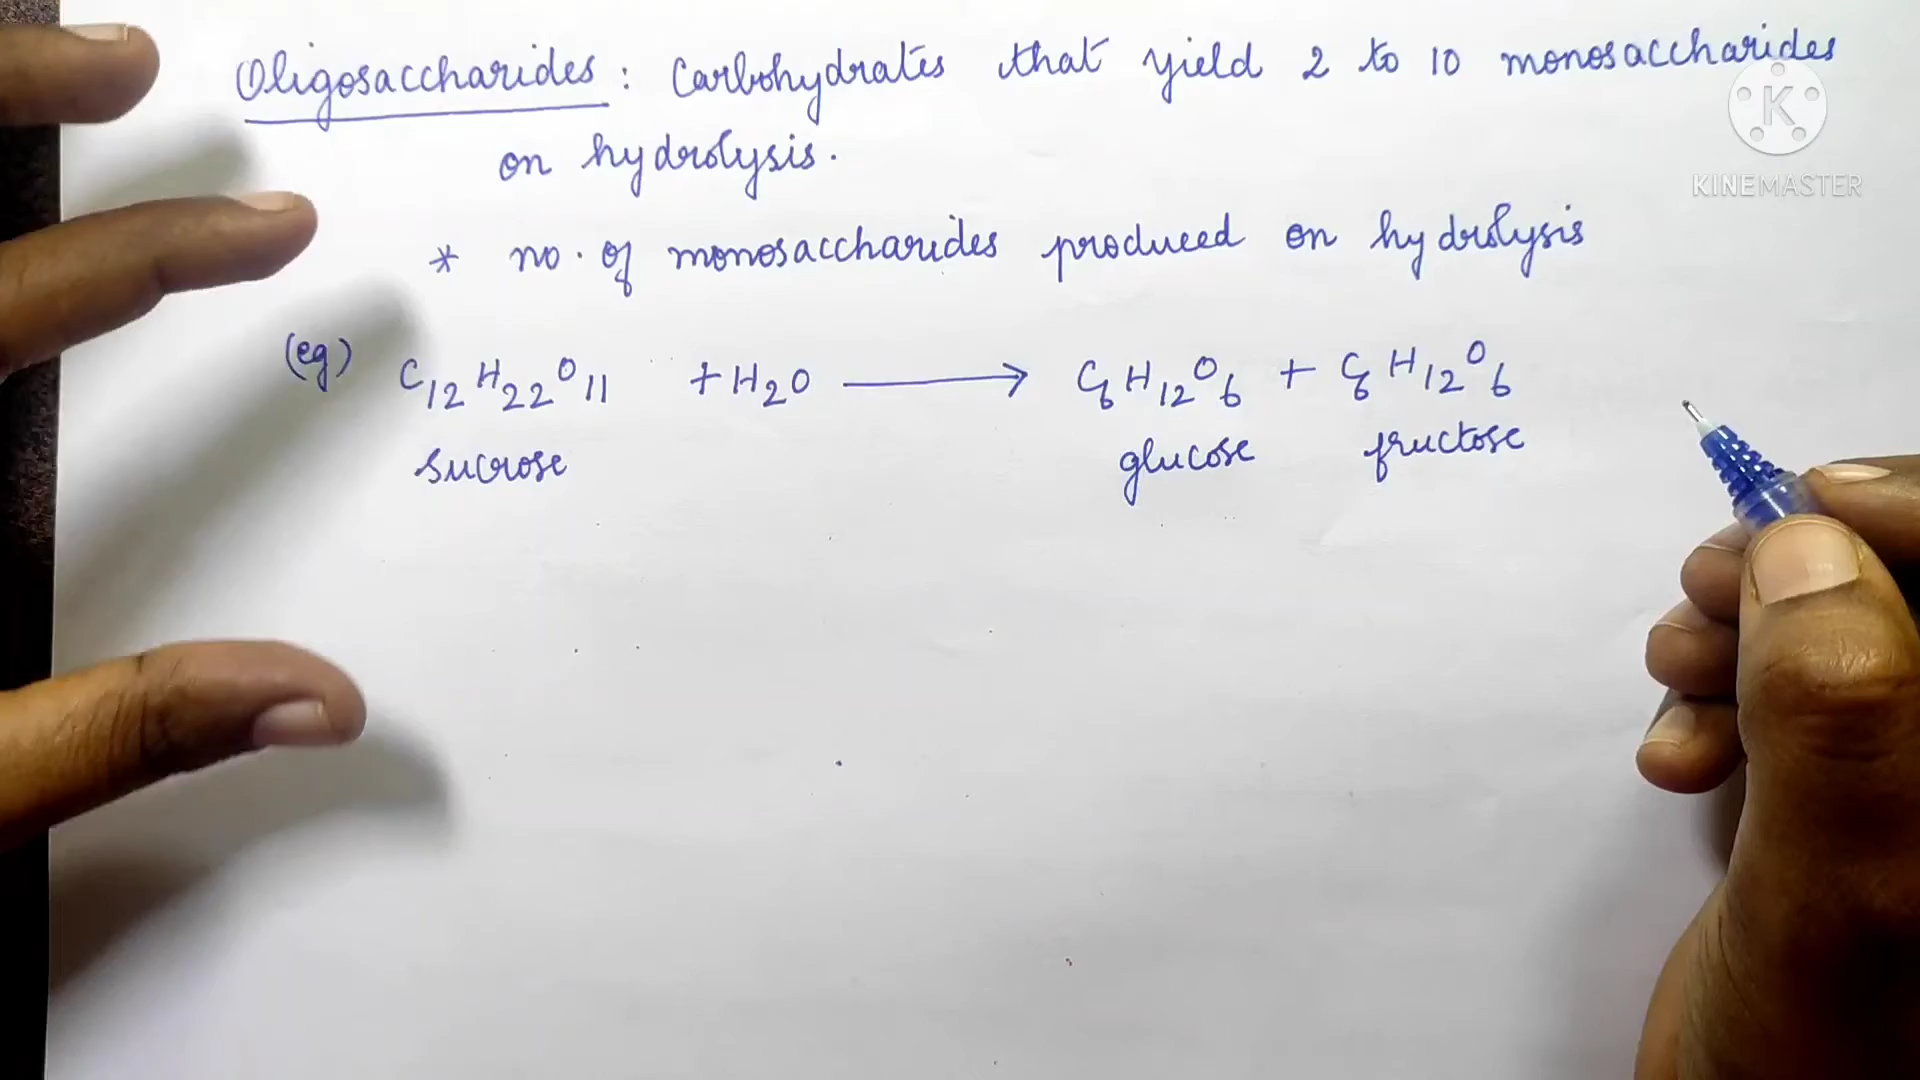 Oligosaccharides : Carbohydrates that yield 2 to 10 monosaccharides
on hydrolysis.
* no. of monosaccharides produced on hydrolysis
(eg) C12H22O11 + H2O ⟶ C6H12O6 + C6H12O6
sucrose glucose fructose
K
KINEMASTER